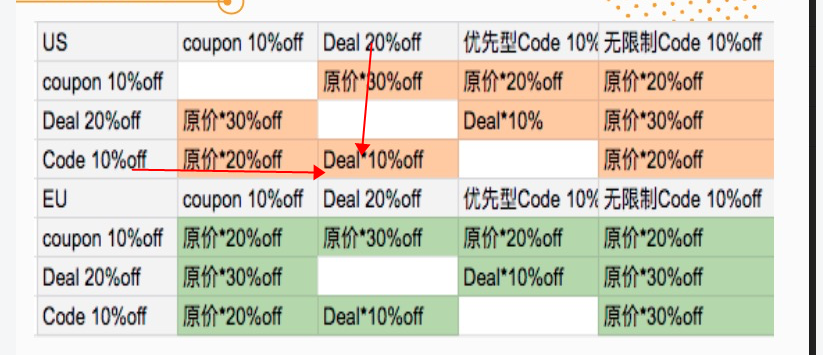 US coupon 10%off Deal 20%off 优先型Code 10% 无限制Code 10%off
coupon 10%off 原价*30%off 原价*20%off 原价*20%off
Deal 20%off 原价*30%off Deal*10% 原价*30%off
Code 10%off 原价*20%off Deal*10%off 原价*20%off
EU coupon 10%off Deal 20%off 优先型Code 10% 无限制Code 10%off
coupon 10%off 原价*20%off 原价*30%off 原价*20%off 原价*20%off
Deal 20%off 原价*30%off Deal*10%off 原价*30%off
Code 10%off 原价*20%off Deal*10%off 原价*30%off